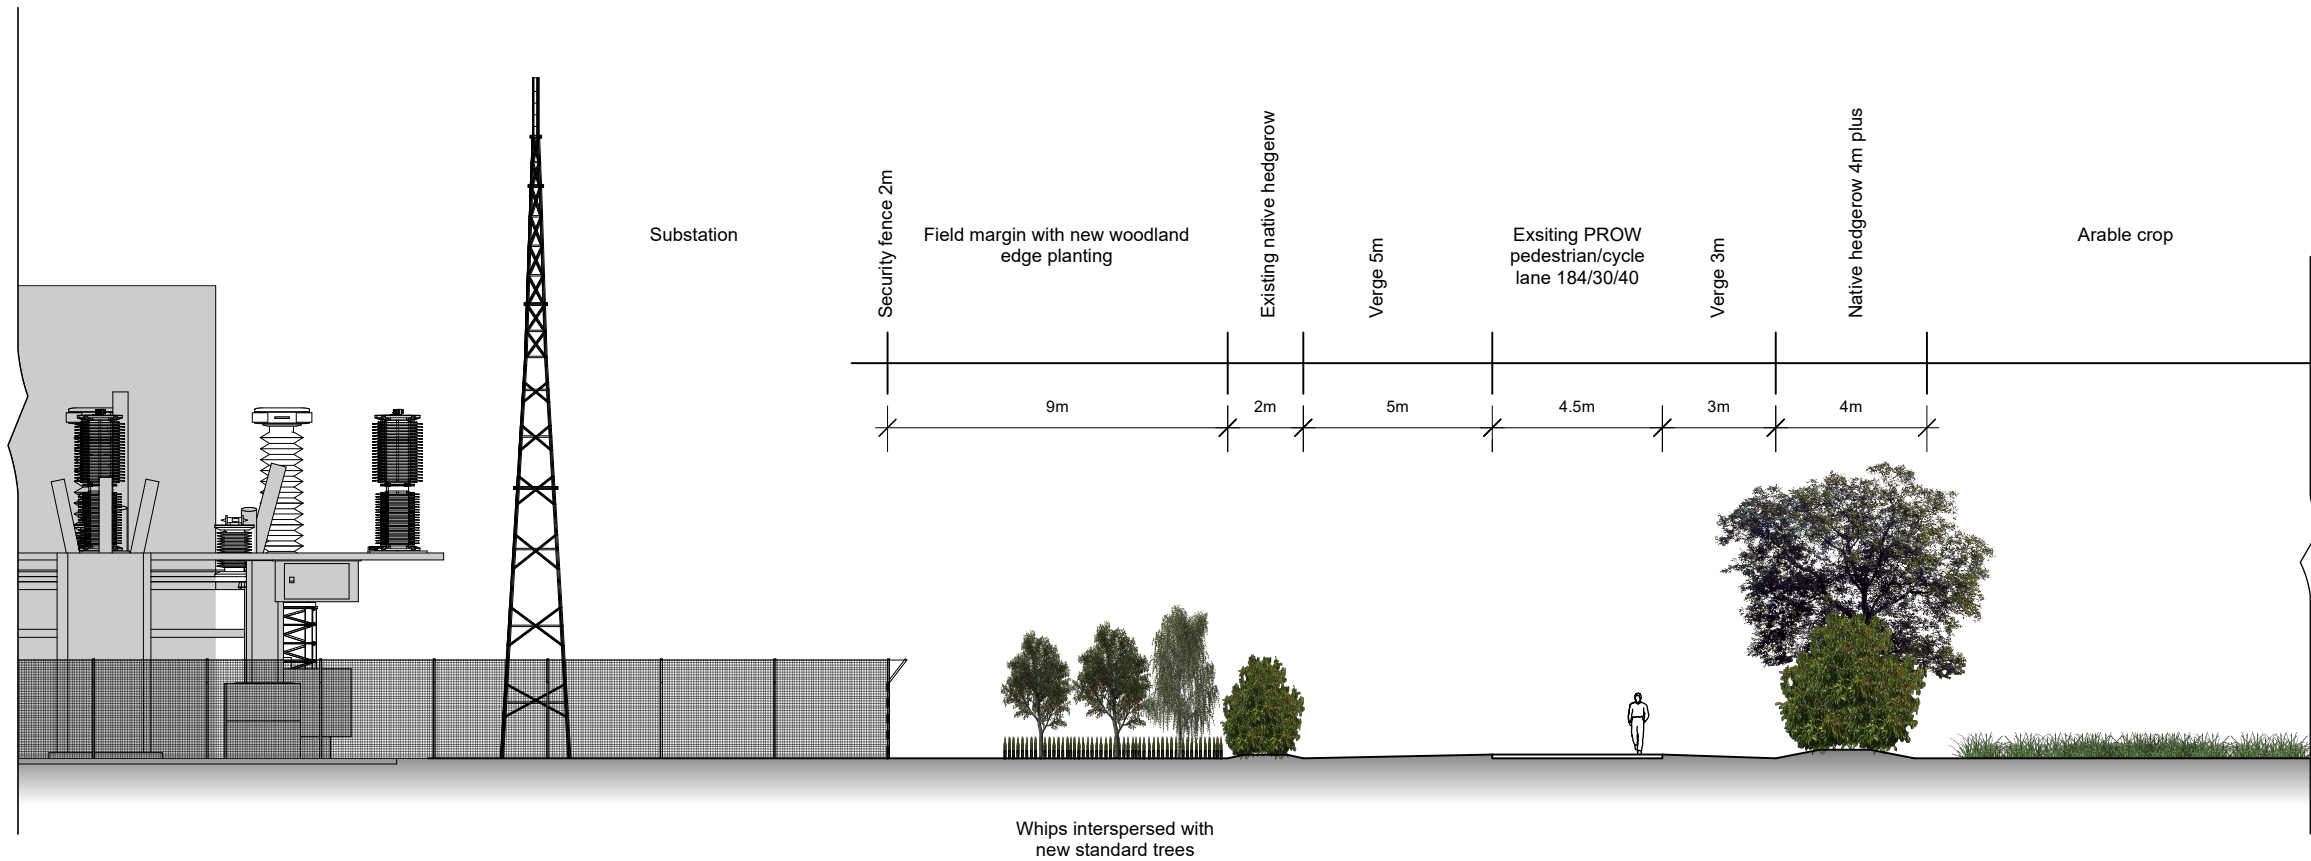 Substation
Security fence 2m
Field margin with new woodland
edge planting
Existing native hedgerow
Verge 5m
Exsiting PROW
pedestrian/cycle
lane 184/30/40
Verge 3m
Native hedgerow 4m plus
Arable crop
9m
2m
5m
4.5m
3m
4m
Whips interspersed with
new standard trees